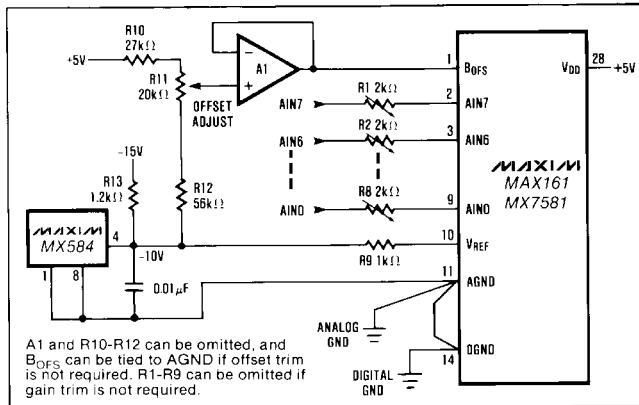 R10
27kΩ
+5V
R11
20kΩ
OFFSET
ADJUST
−
+
A1
1
BOFS
VDD
28
+5V
AIN7
R1 2kΩ
2
AIN7
AIN6
R2 2kΩ
3
AIN6
MAXIM
MAX161
MX7581
AIN0
R8 2kΩ
9
AIN0
-15V
R13
1.2kΩ
R12
56kΩ
MAXIM
MX584
4
-10V
1
8
0.01μF
R9 1kΩ
10
VREF
11
AGND
ANALOG
GND
DGND
14
DIGITAL
GND
A1 and R10-R12 can be omitted, and
BOFS can be tied to AGND if offset trim
is not required. R1-R9 can be omitted if
gain trim is not required.